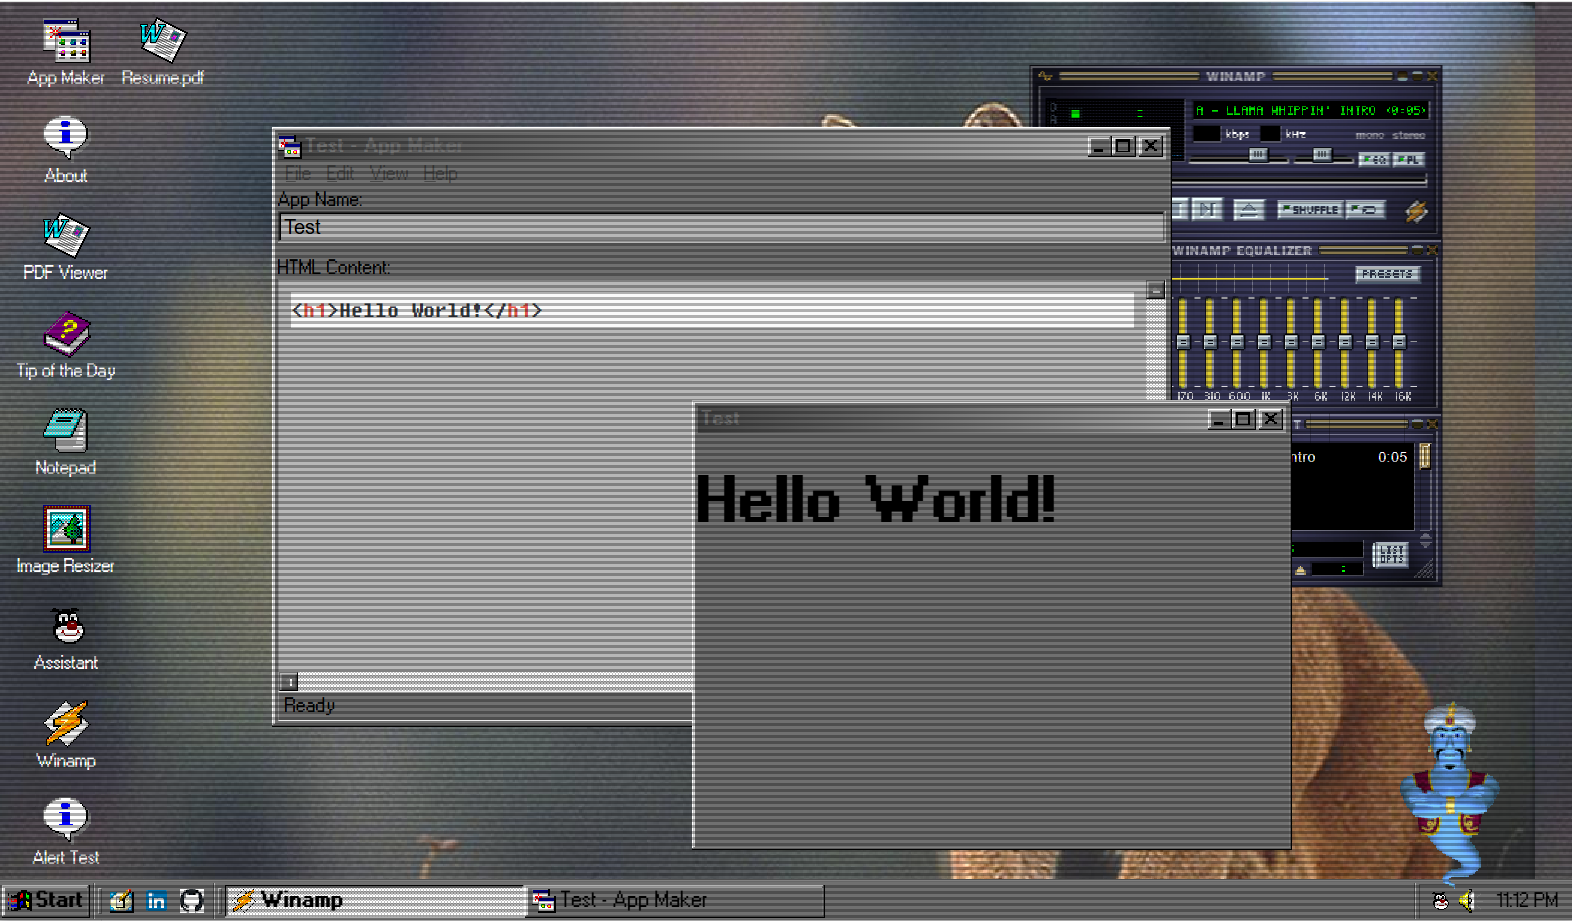 App Maker
Resume.pdf
About
PDF Viewer
Tip of the Day
Notepad
Image Resizer
Assistant
Winamp
Alert Test
WINAMP
A - LLAMA WHIPPIN' INTRO (0:05)
kbps
kHz
mono stereo
EQ
PL
SHUFFLE
WINAMP EQUALIZER
PRESETS
170 310 600 1K 3K 6K 12K 14K 16K
ntro
0:05
LIST
OPTS
Test - App Maker
File Edit View Help
App Name:
Test
HTML Content:
<h1>Hello World!</h1>
Ready
Test
Hello World!
Start
Winamp
Test - App Maker
11:12 PM